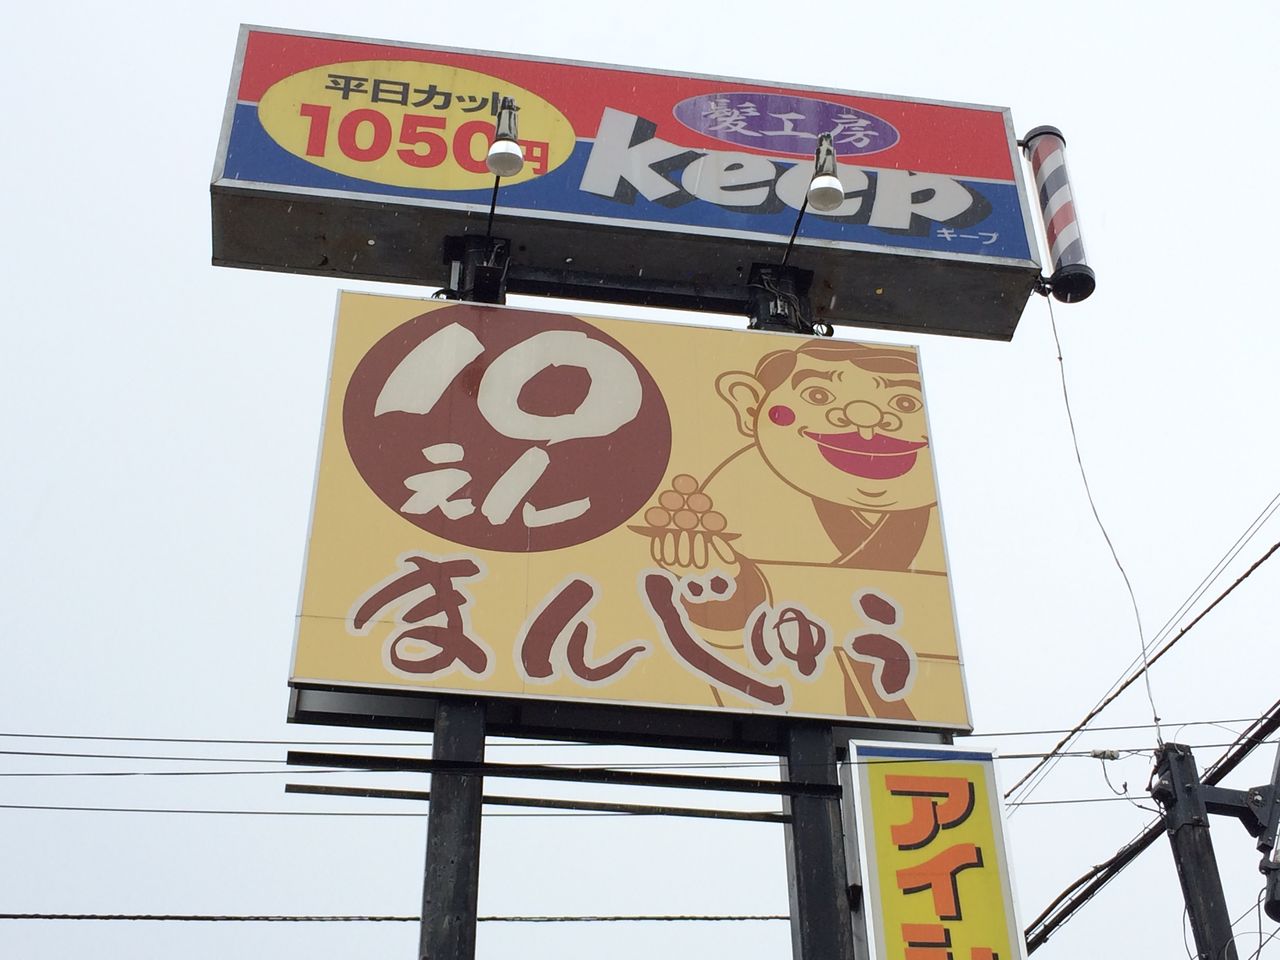 平日カット
1050円
髪工房
keep
キープ
10
えん
まんじゅう
アイ